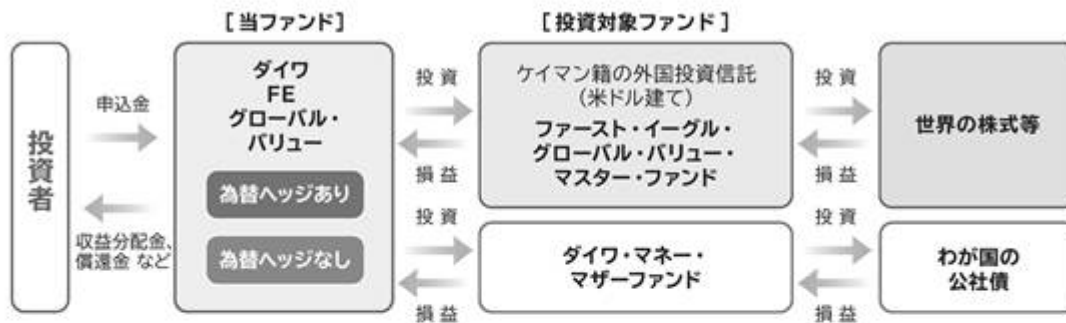 [当ファンド]
[投資対象ファンド]
投資者
申込金
収益分配金、
償還金 など
ダイワ
FE
グローバル・
バリュー
為替ヘッジあり
為替ヘッジなし
投資
損益
投資
損益
ケイマン籍の外国投資信託
（米ドル建て）
ファースト・イーグル・
グローバル・バリュー・
マスター・ファンド
ダイワ・マネー・
マザーファンド
投資
損益
投資
損益
世界の株式等
わが国の
公社債